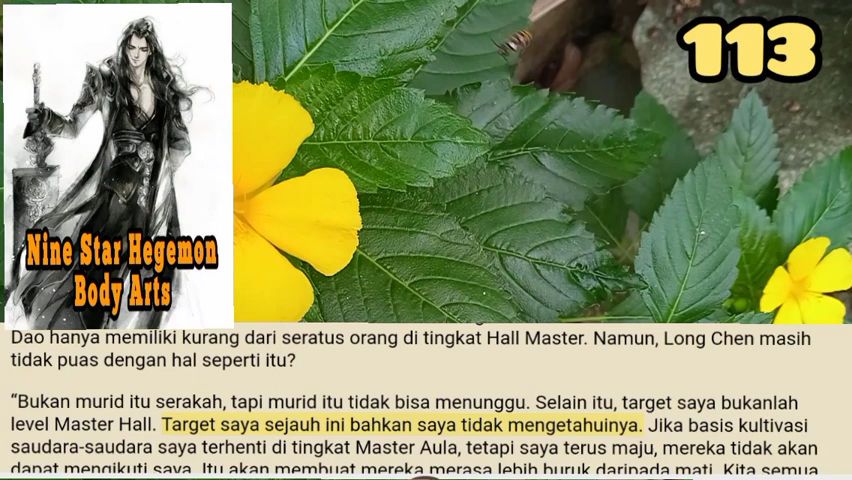 113
Nine Star Hegemon
Body Arts
Dao hanya memiliki kurang dari seratus orang di tingkat Hall Master. Namun, Long Chen masih
tidak puas dengan hal seperti itu?
“Bukan murid itu serakah, tapi murid itu tidak bisa menunggu. Selain itu, target saya bukanlah
level Master Hall. Target saya sejauh ini bahkan saya tidak mengetahuinya. Jika basis kultivasi
saudara-saudara saya terhenti di tingkat Master Aula, tetapi saya terus maju, mereka tidak akan
dapat mengikuti saya. Itu akan membuat mereka merasa lebih buruk daripada mati. Kita semua